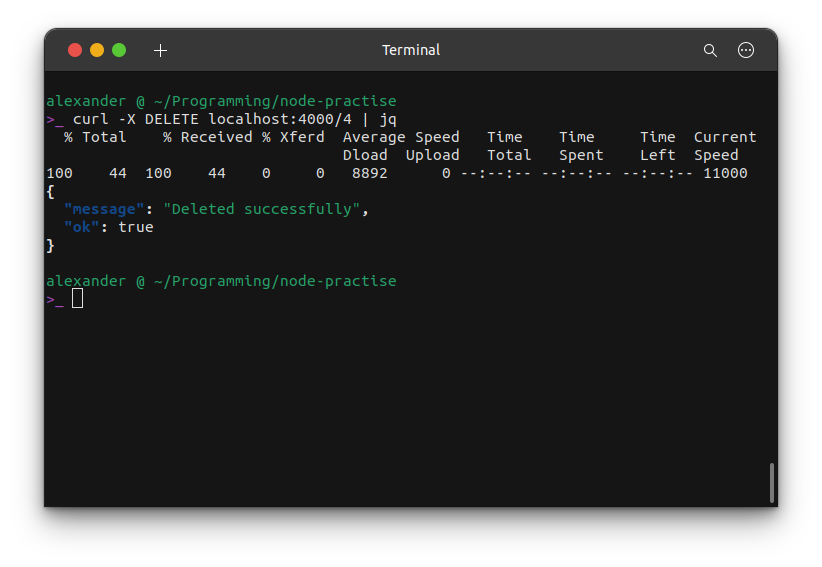 Terminal
alexander @ ~/Programming/node-practise
>_ curl -X DELETE localhost:4000/4 | jq
  % Total    % Received % Xferd  Average Speed   Time    Time     Time  Current
                                 Dload  Upload   Total   Spent    Left  Speed
100    44  100    44    0     0   8892      0 --:--:-- --:--:-- --:--:-- 11000
{
  "message": "Deleted successfully",
  "ok": true
}
alexander @ ~/Programming/node-practise
>_